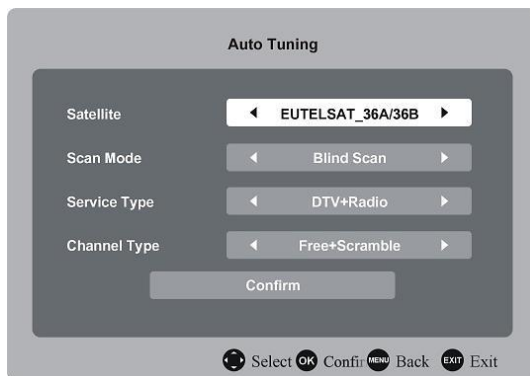 Auto Tuning
Satellite EUTELSAT_36A/36B
Scan Mode Blind Scan
Service Type DTV+Radio
Channel Type Free+Scramble
Confirm
Select OK Confir MENU Back EXIT Exit